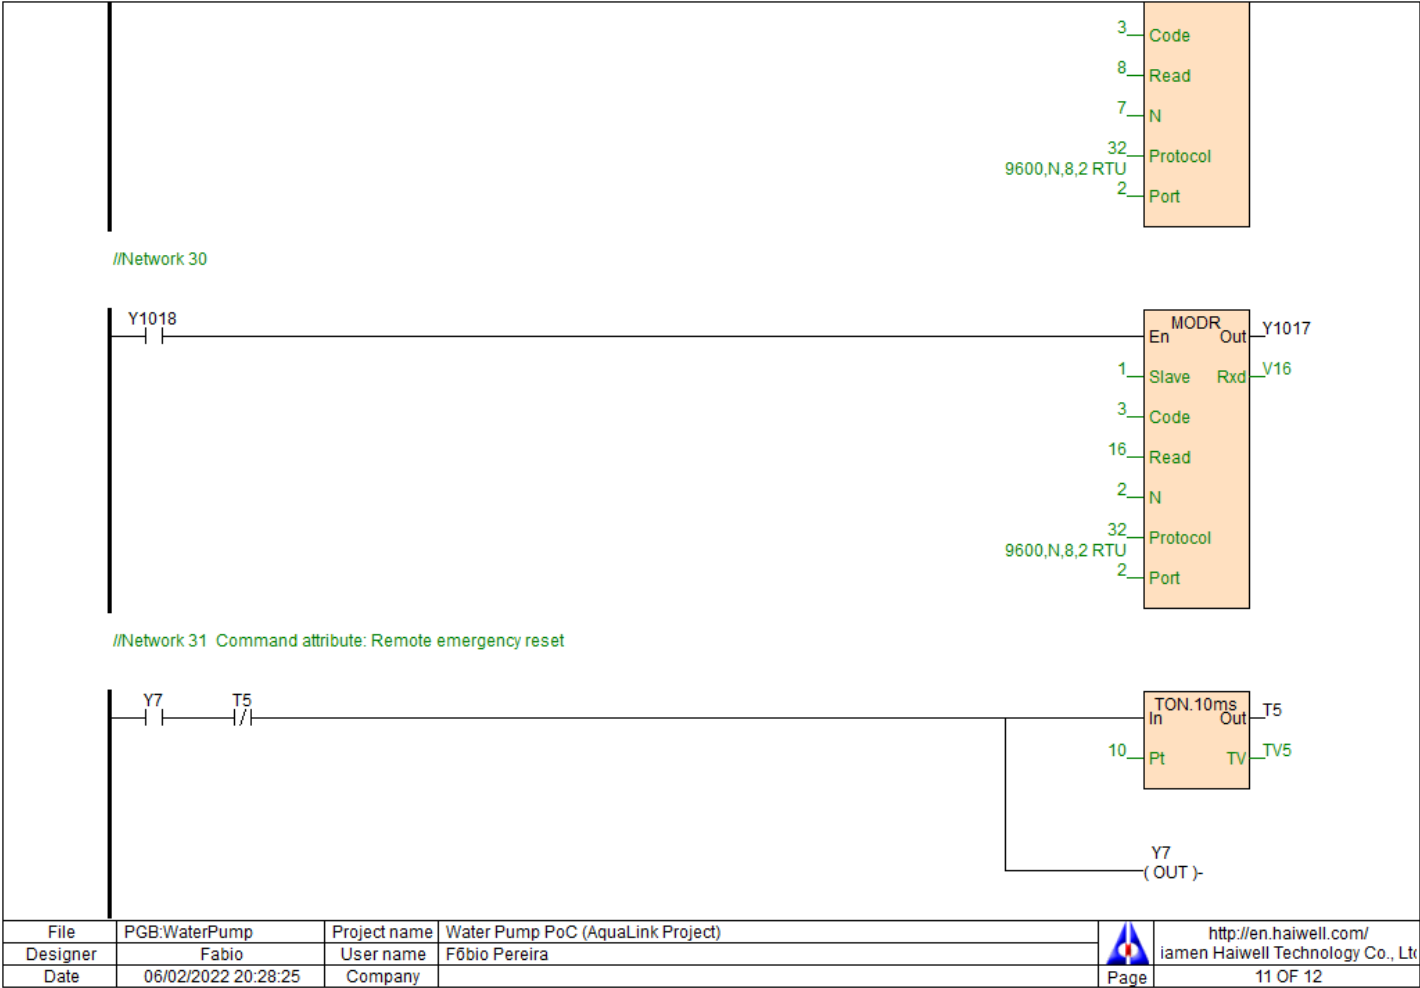 3 Code
8 Read
7 N
32 Protocol
9600,N,8,2 RTU
2 Port
//Network 30
Y1018
MODR
En Out Y1017
1 Slave Rxd V16
3 Code
16 Read
2 N
32 Protocol
9600,N,8,2 RTU
2 Port
//Network 31 Command attribute: Remote emergency reset
Y7 T5
TON.10ms
In Out T5
10 Pt TV TV5
Y7
( OUT )-
File PGB:WaterPump Project name Water Pump PoC (AquaLink Project) http://en.haiwell.com/
Designer Fabio User name Fõbio Pereira iamen Haiwell Technology Co., Ltd
Date 06/02/2022 20:28:25 Company Page 11 OF 12